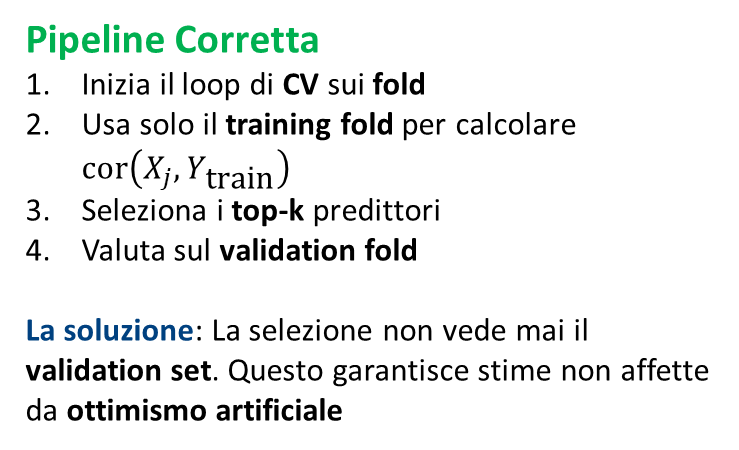 Pipeline Corretta
1. Inizia il loop di CV sui fold
2. Usa solo il training fold per calcolare
cor(Xⱼ, Y_train)
3. Seleziona i top-k predittori
4. Valuta sul validation fold
La soluzione: La selezione non vede mai il
validation set. Questo garantisce stime non affette
da ottimismo artificiale